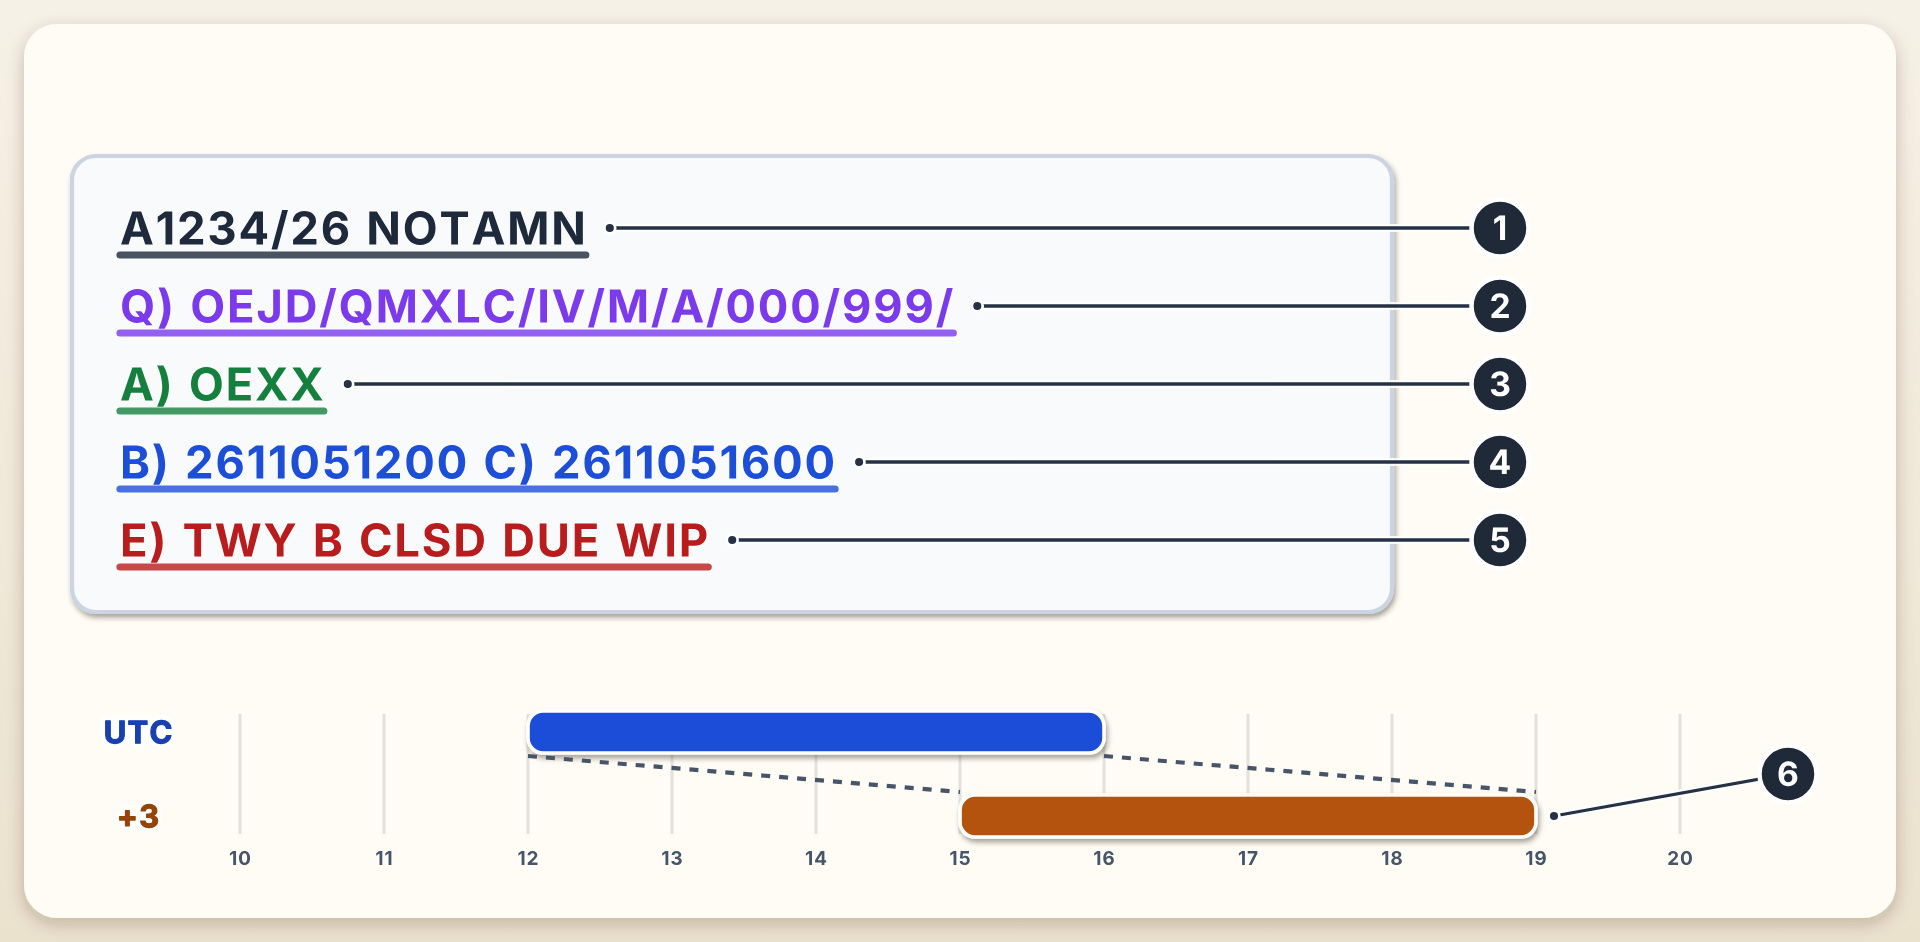 A1234/26 NOTAMN 1
Q) OEJD/QMXLC/IV/M/A/000/999/ 2
A) OEXX 3
B) 2611051200 C) 2611051600 4
E) TWY B CLSD DUE WIP 5
UTC
6
+3
10 11 12 13 14 15 16 17 18 19 20